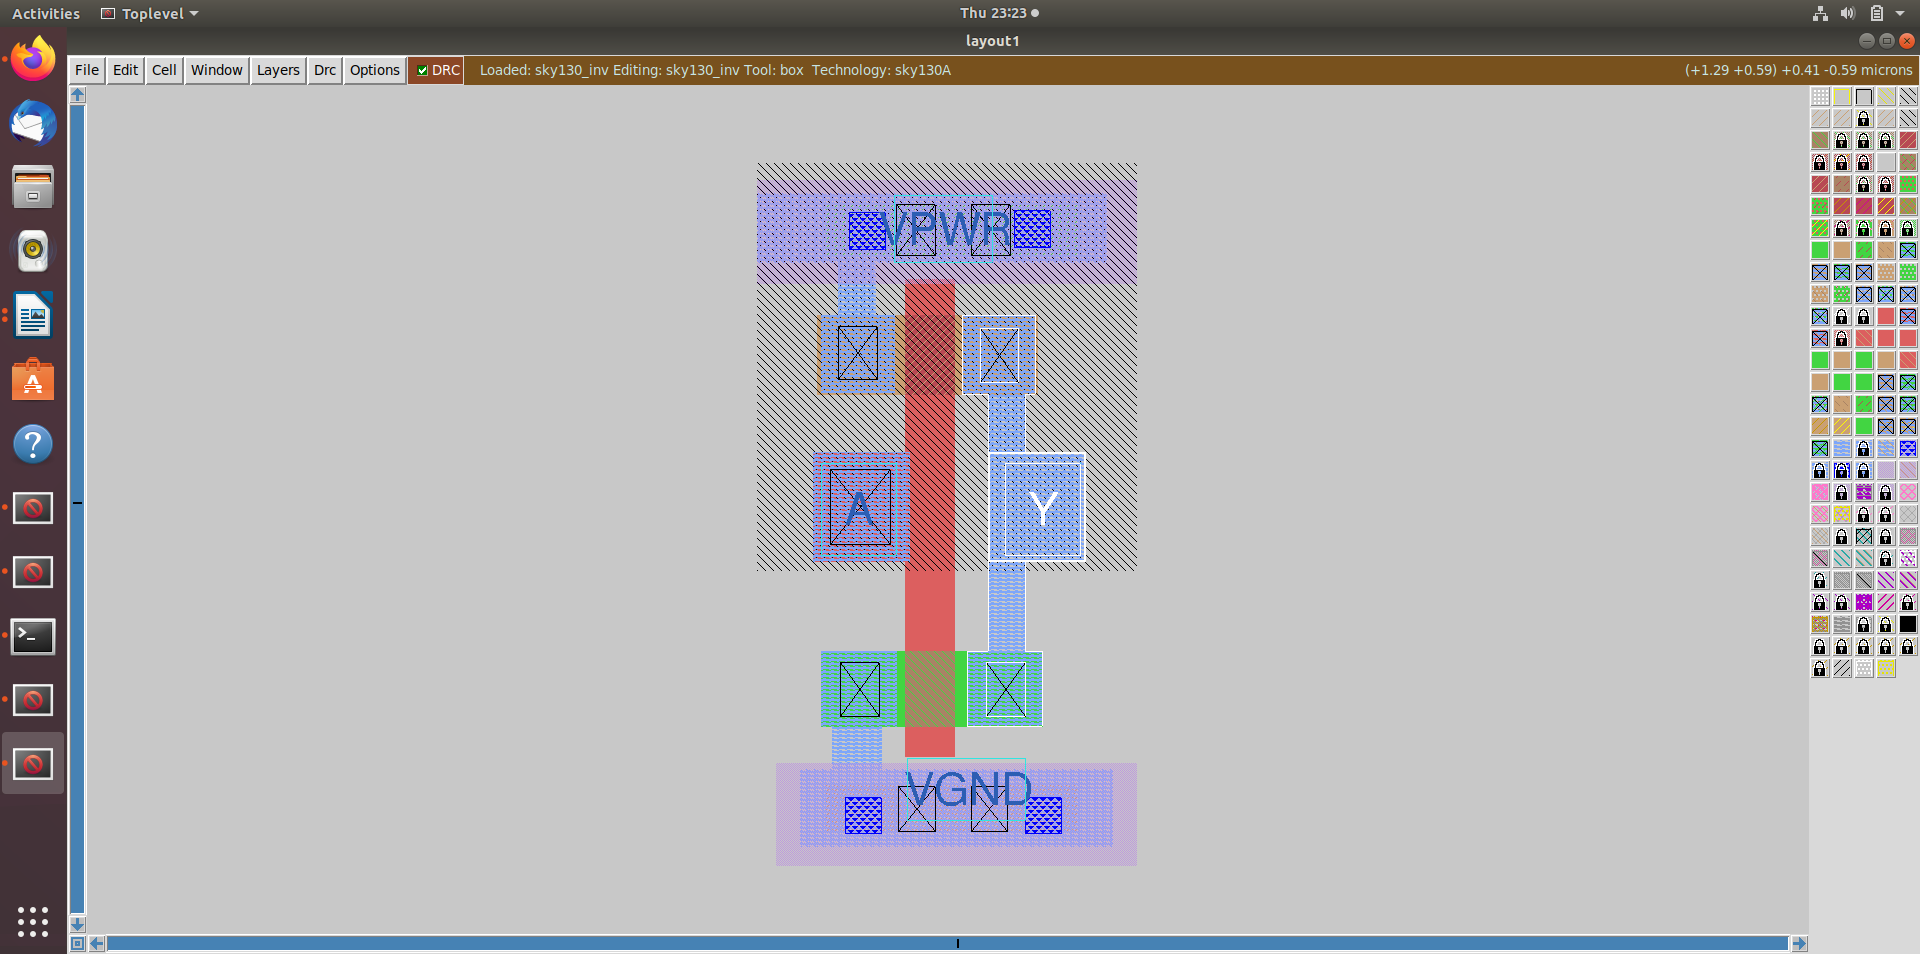 Activities Toplevel Thu 23:23
layout1
File Edit Cell Window Layers Drc Options DRC Loaded: sky130_inv Editing: sky130_inv Tool: box Technology: sky130A (+1.29 +0.59) +0.41 -0.59 microns
VPWR
A Y
VGND